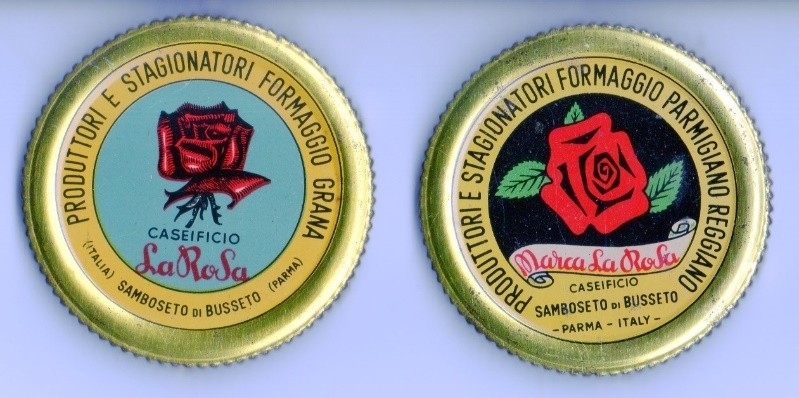 PRODUTTORI E STAGIONATORI FORMAGGIO GRANA
CASEIFICIO
La RoSa
(ITALIA) SAMBOSETO DI BUSSETO (PARMA)
PRODUTTORI E STAGIONATORI FORMAGGIO PARMIGIANO REGGIANO
Marca La RoSa
CASEIFICIO
SAMBOSETO DI BUSSETO
- PARMA - ITALY -